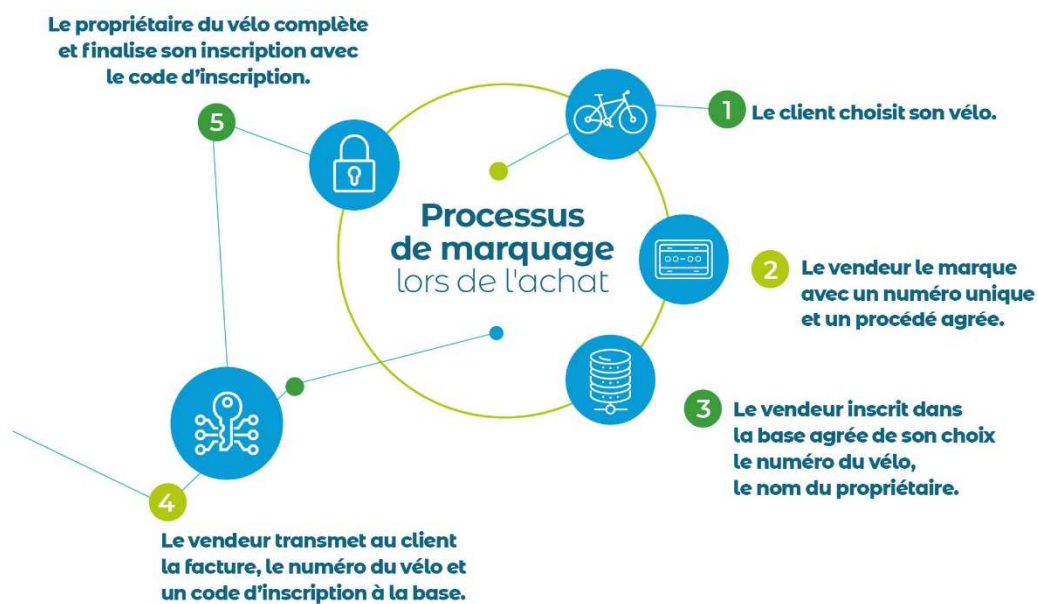 Processus
de marquage
lors de l'achat
1
Le client choisit son vélo.
2
Le vendeur le marque
avec un numéro unique
et un procédé agrée.
3
Le vendeur inscrit dans
la base agrée de son choix
le numéro du vélo,
le nom du propriétaire.
4
Le vendeur transmet au client
la facture, le numéro du vélo et
un code d'inscription à la base.
5
Le propriétaire du vélo complète
et finalise son inscription avec
le code d'inscription.